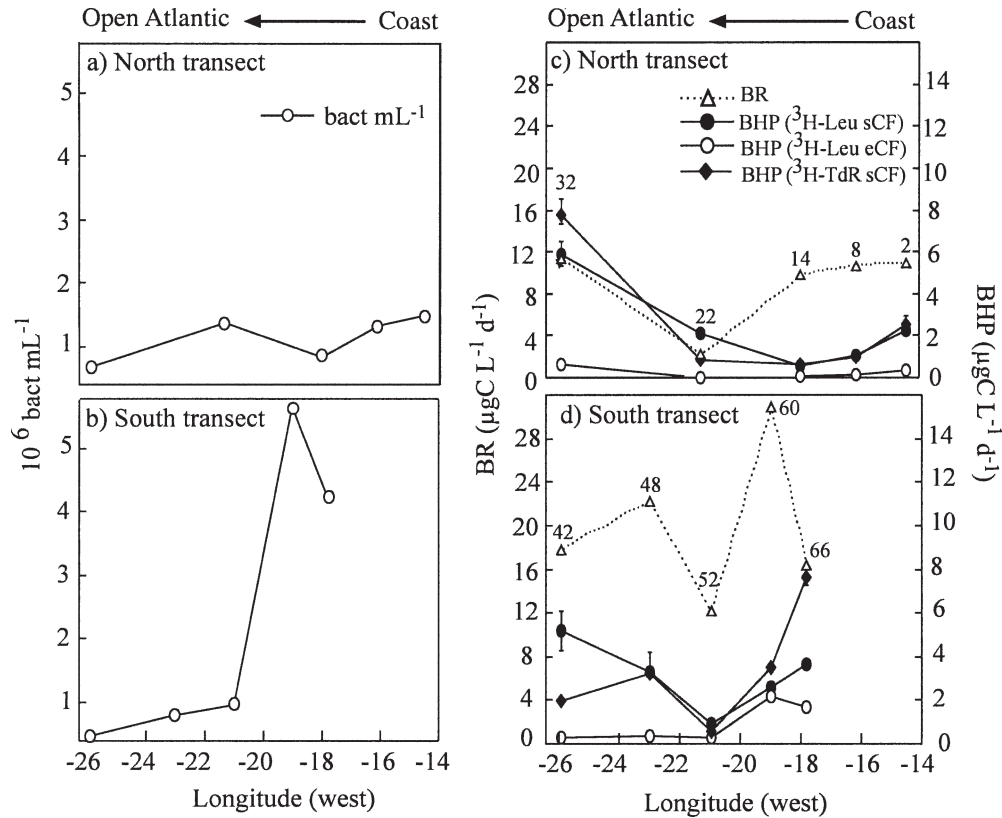 Open Atlantic Coast
a) North transect
bact mL-1
5
4
3
2
1
b) South transect
5
4
3
2
1
10 6 bact mL-1
-26 -24 -22 -20 -18 -16 -14
Longitude (west)
Open Atlantic Coast
c) North transect
BR
BHP (3H-Leu sCF)
BHP (3H-Leu eCF)
BHP (3H-TdR sCF)
28
24
20
16
12
8
4
0
14
12
10
8
6
4
2
0
32
22
14
8
2
d) South transect
28
24
20
16
12
8
4
0
14
12
10
8
6
4
2
0
42
48
52
60
66
BR (µgC L-1 d-1)
BHP (µgC L-1 d-1)
-26 -24 -22 -20 -18 -16 -14
Longitude (west)